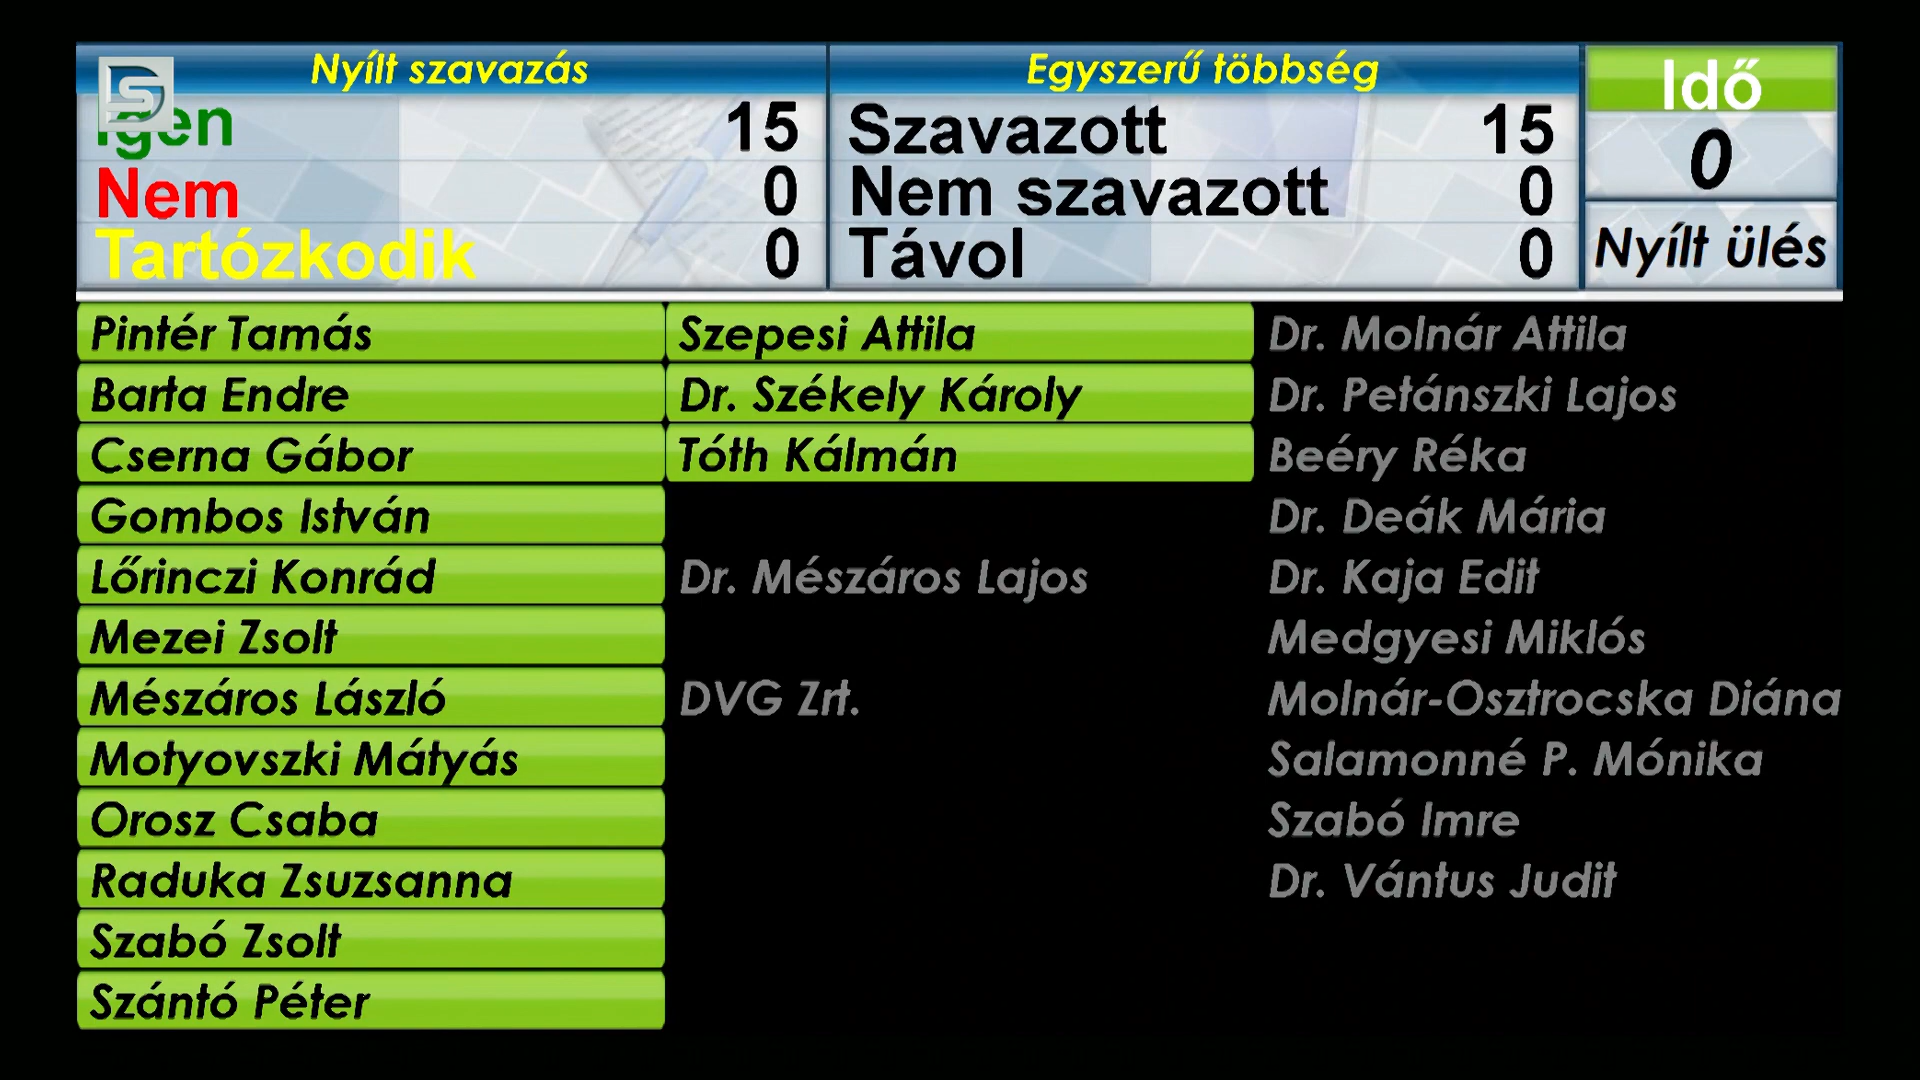 Nyílt szavazás
Igen 15
Nem 0
Tartózkodik 0
Egyszerű többség
Szavazott 15
Nem szavazott 0
Távol 0
Idő
0
Nyílt ülés
Pintér Tamás
Barta Endre
Cserna Gábor
Gombos István
Lőrinczi Konrád
Mezei Zsolt
Mészáros László
Motyovszki Mátyás
Orosz Csaba
Raduka Zsuzsanna
Szabó Zsolt
Szántó Péter
Szepesi Attila
Dr. Székely Károly
Tóth Kálmán
Dr. Mészáros Lajos
DVG Zrt.
Dr. Molnár Attila
Dr. Petánszki Lajos
Beéry Réka
Dr. Deák Mária
Dr. Kaja Edit
Medgyesi Miklós
Molnár-Osztrocska Diána
Salamonné P. Mónika
Szabó Imre
Dr. Vántus Judit